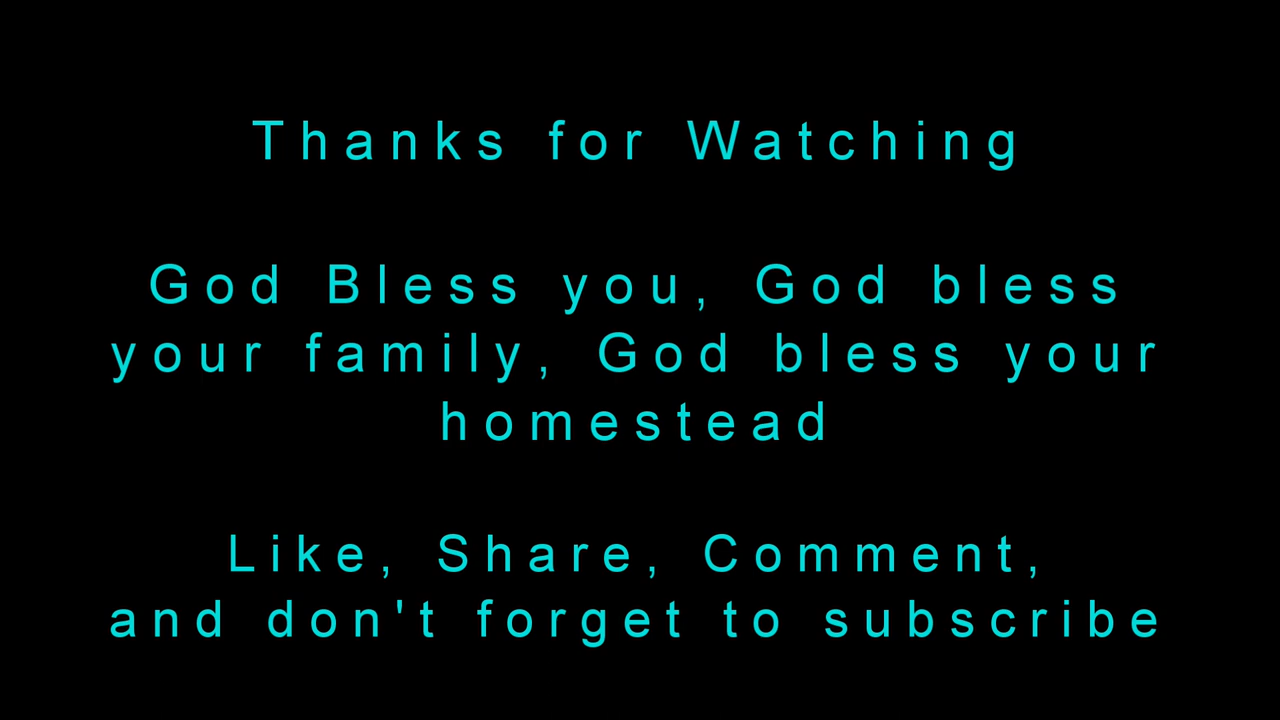 Thanks for Watching
God Bless you, God bless
your family, God bless your
homestead
Like, Share, Comment,
and don't forget to subscribe